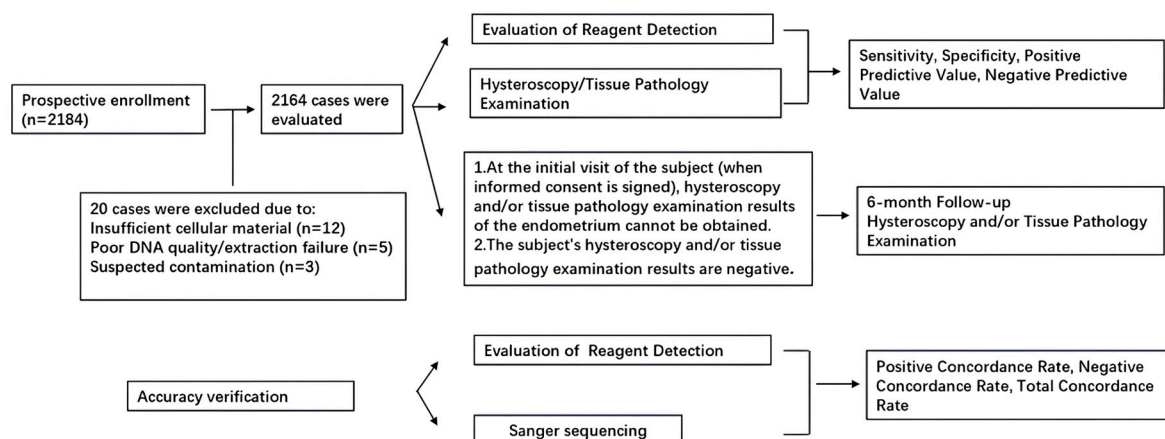 Prospective enrollment
(n=2184)
2164 cases were
evaluated
20 cases were excluded due to:
Insufficient cellular material (n=12)
Poor DNA quality/extraction failure (n=5)
Suspected contamination (n=3)
Evaluation of Reagent Detection
Hysteroscopy/Tissue Pathology
Examination
Sensitivity, Specificity, Positive
Predictive Value, Negative Predictive
Value
1.At the initial visit of the subject (when
informed consent is signed), hysteroscopy
and/or tissue pathology examination results
of the endometrium cannot be obtained.
2.The subject's hysteroscopy and/or tissue
pathology examination results are negative.
6-month Follow-up
Hysteroscopy and/or Tissue Pathology
Examination
Accuracy verification
Evaluation of Reagent Detection
Sanger sequencing
Positive Concordance Rate, Negative
Concordance Rate, Total Concordance
Rate